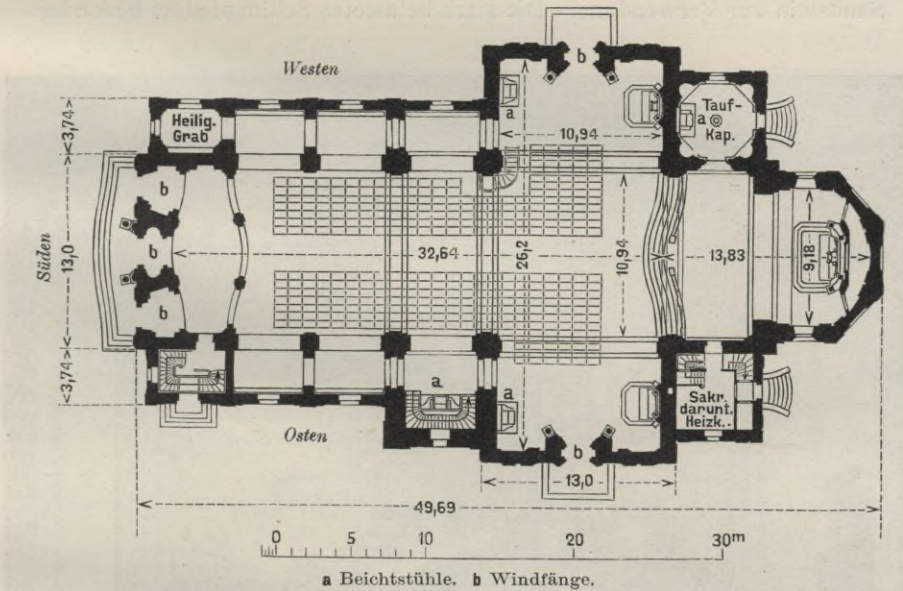 Westen
b
Heilig.
Grab
a
10,94
Tauf-
a
Kap.
3,74
Süden
13,0
3,74
b
b
b
32,64
26,2
10,94
13,83
9,18
a
a
Sakr.
darunt.
Heizk..
Osten
b
13,0
49,69
0 5 10 20 30m
a Beichtstühle. b Windfänge.